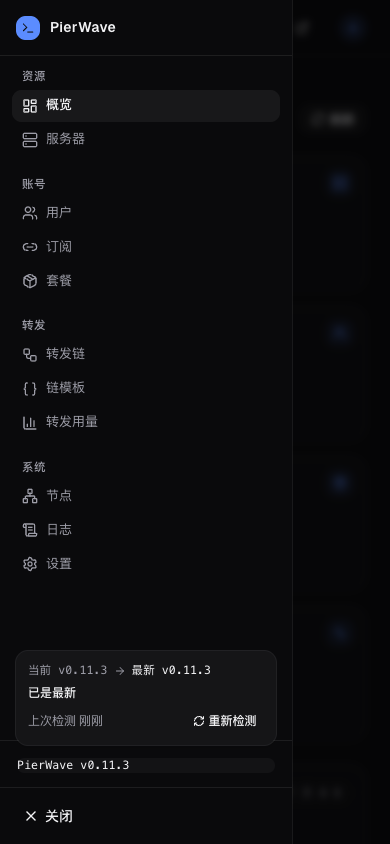 PierWave
资源
概览
服务器
账号
用户
订阅
套餐
转发
转发链
链模板
转发用量
系统
节点
日志
设置
当前 v0.11.3 → 最新 v0.11.3
已是最新
上次检测 刚刚 重新检测
PierWave v0.11.3
关闭